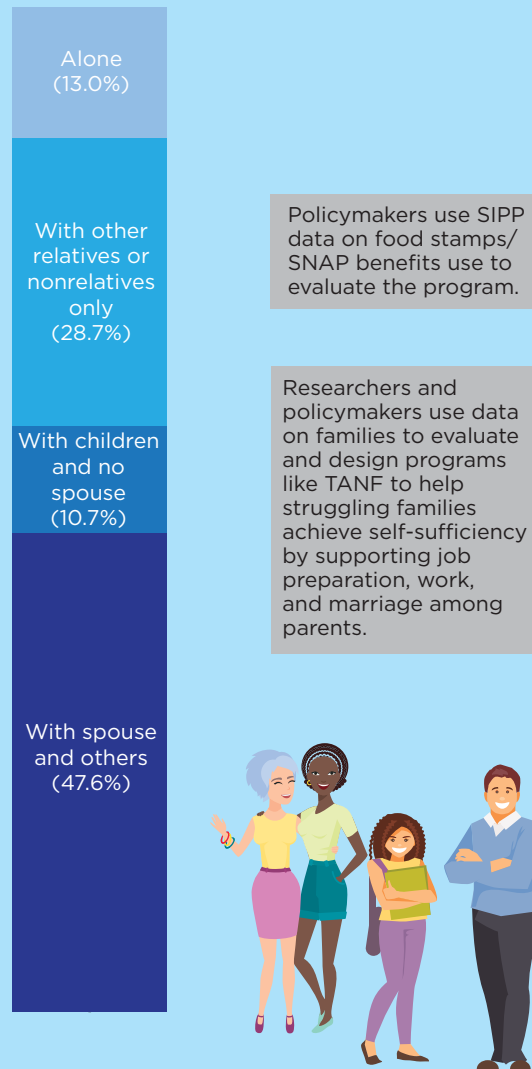 Alone
(13.0%)
With other
relatives or
nonrelatives
only
(28.7%)
With children
and no
spouse
(10.7%)
With spouse
and others
(47.6%)
Policymakers use SIPP
data on food stamps/
SNAP benefits use to
evaluate the program.
Researchers and
policymakers use data
on families to evaluate
and design programs
like TANF to help
struggling families
achieve self-sufficiency
by supporting job
preparation, work,
and marriage among
parents.